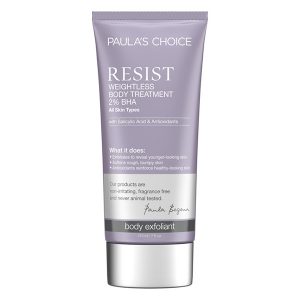 PAULA'S CHOICE
RESIST
WEIGHTLESS
BODY TREATMENT
2% BHA
All Skin Types
with Salicylic Acid & Antioxidants
What it does:
• Exfoliates to reveal younger-looking skin
• Softens rough, bumpy skin
• Antioxidants reinforce healthy-looking skin
Our products are
non-irritating, fragrance free
and never animal tested.
Paula Begoun
body exfoliant